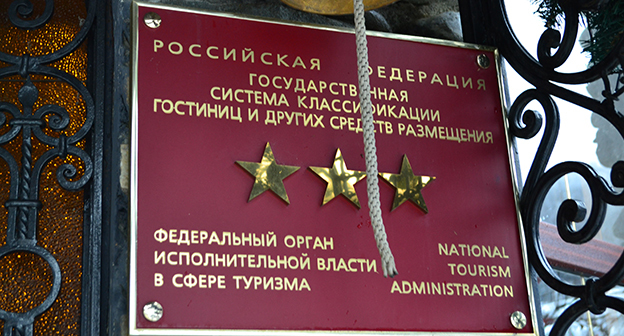 РОССИЙСКАЯ ФЕДЕРАЦИЯ
ГОСУДАРСТВЕННАЯ
СИСТЕМА КЛАССИФИКАЦИИ
ГОСТИНИЦ И ДРУГИХ СРЕДСТВ РАЗМЕЩЕНИЯ
ФЕДЕРАЛЬНЫЙ ОРГАН
ИСПОЛНИТЕЛЬНОЙ ВЛАСТИ
В СФЕРЕ ТУРИЗМА
NATIONAL
TOURISM
ADMINISTRATION